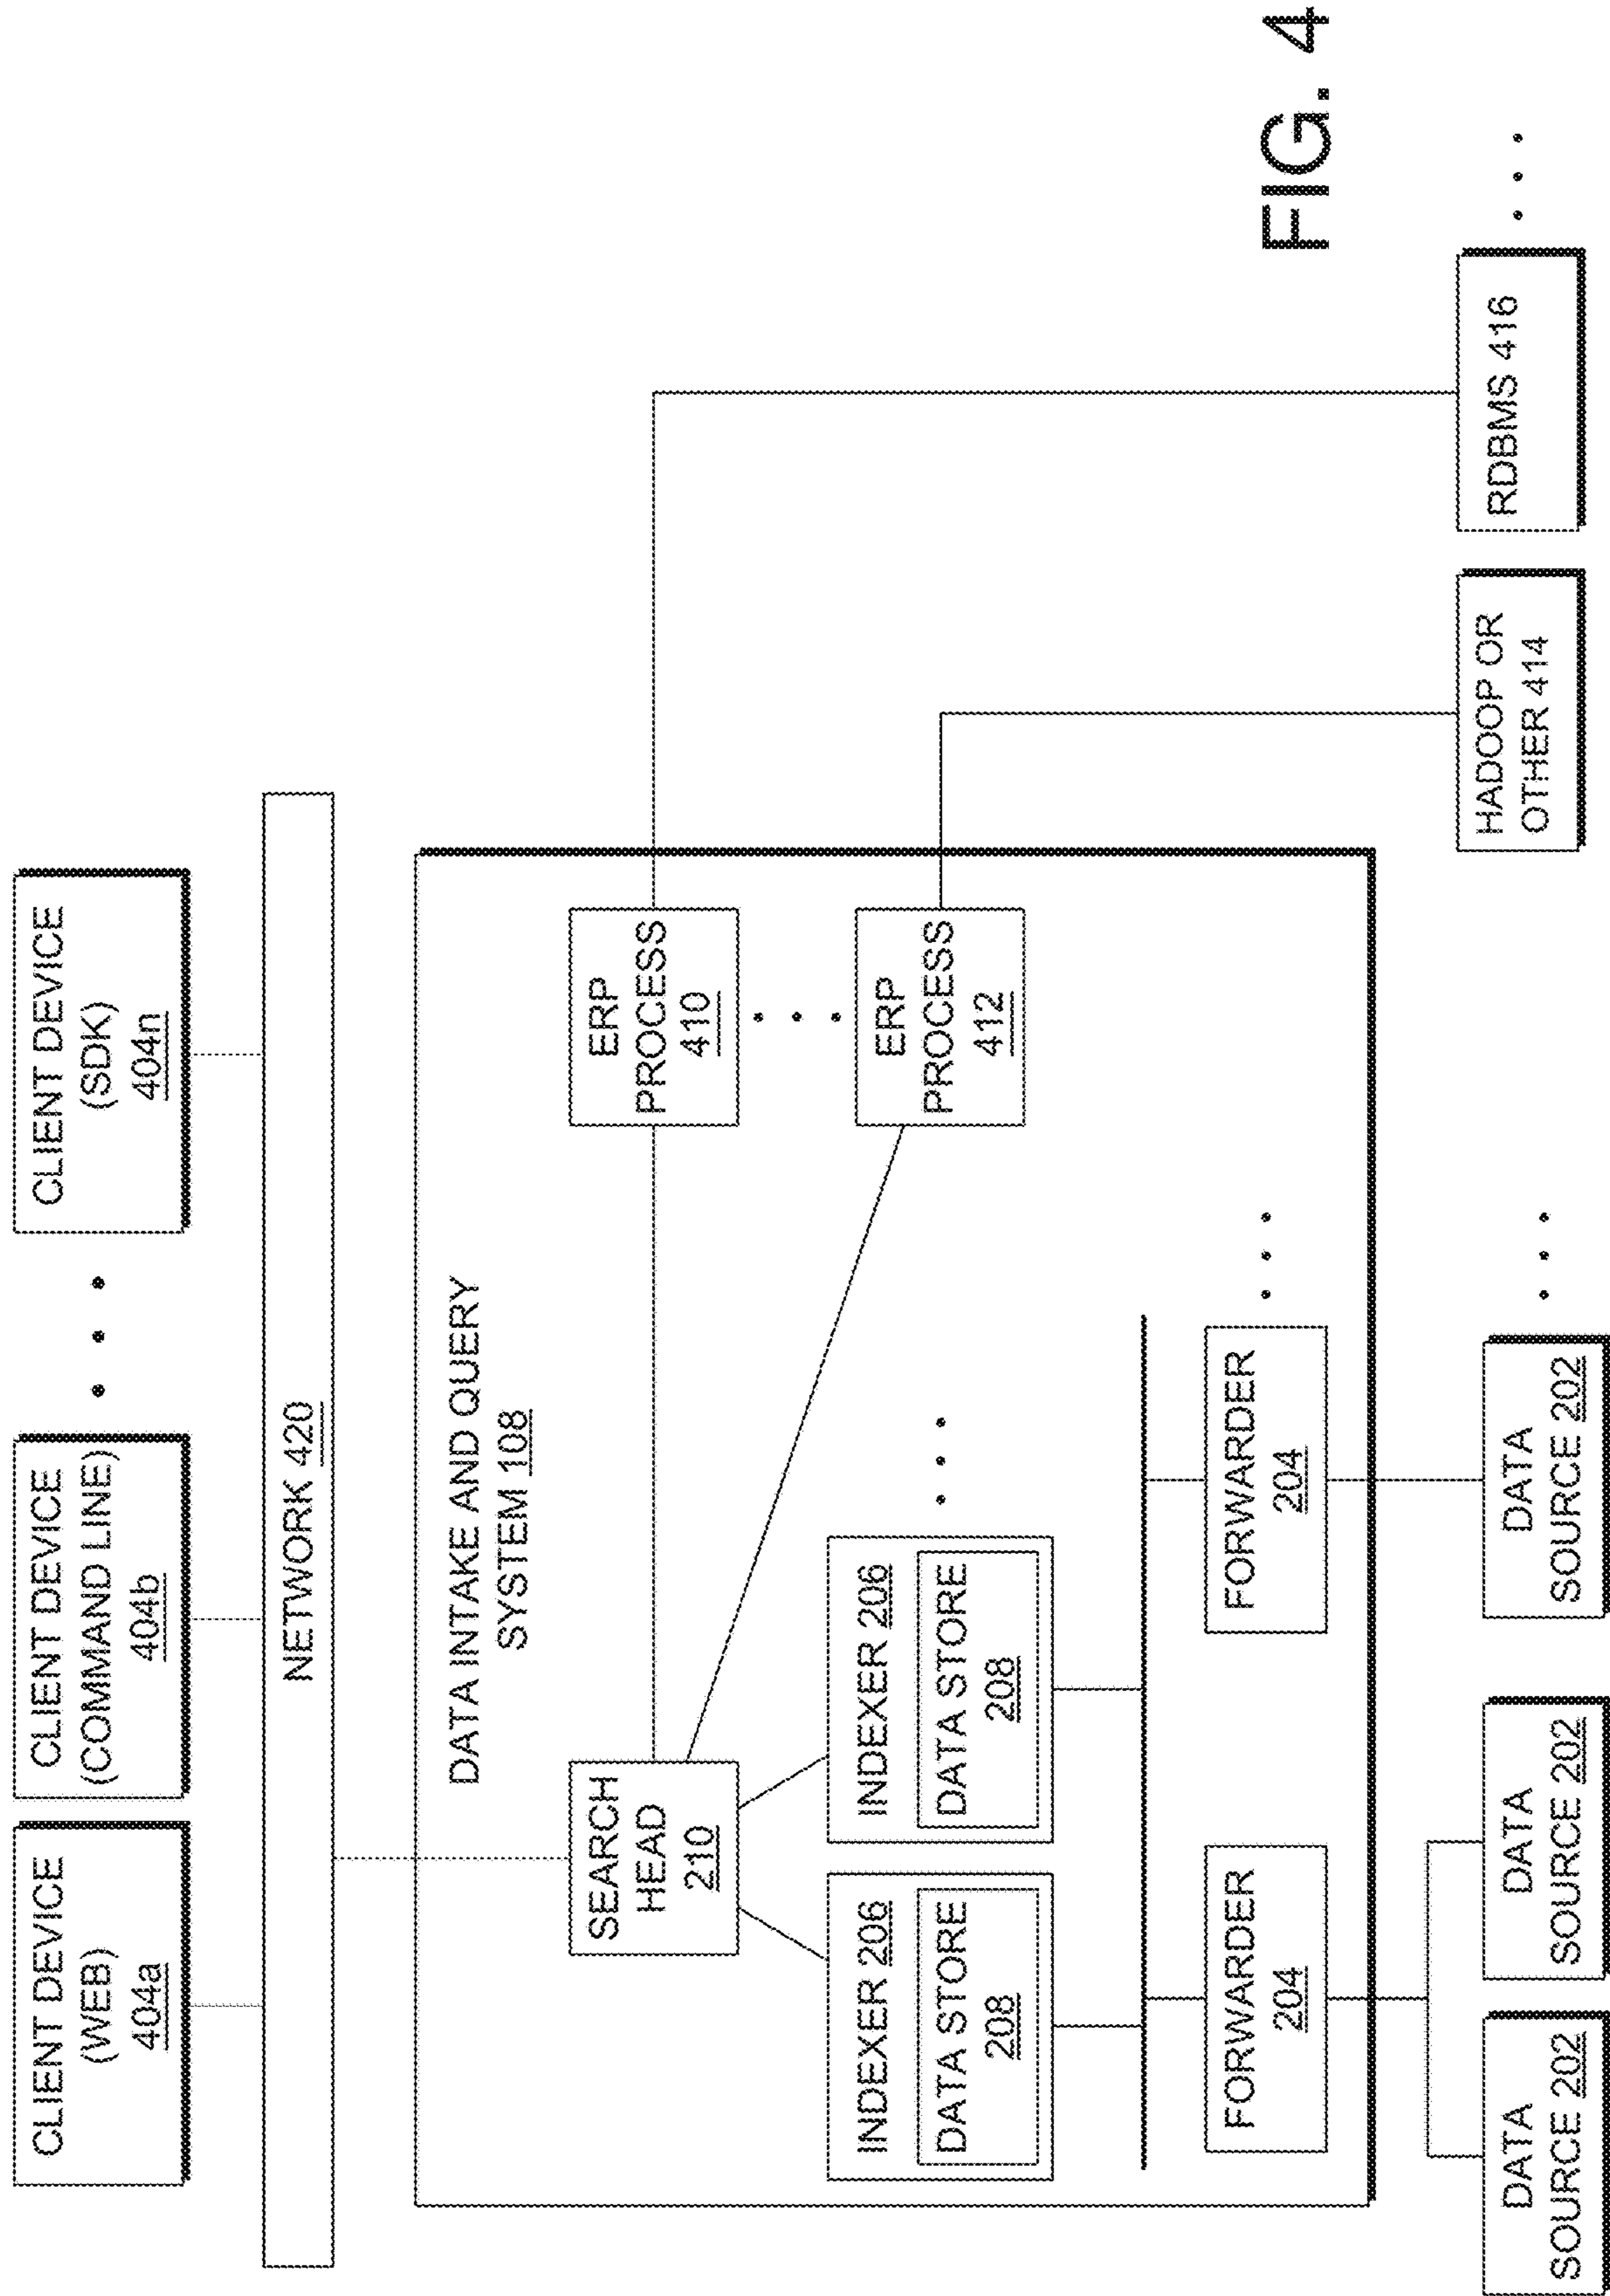 CLIENT DEVICE
(WEB)
404a
CLIENT DEVICE
(COMMAND LINE)
404b
CLIENT DEVICE
(SDK)
404n
NETWORK 420
DATA INTAKE AND QUERY
SYSTEM 108
SEARCH
HEAD
210
ERP
PROCESS
410
ERP
PROCESS
412
INDEXER 206
DATA STORE
208
INDEXER 206
DATA STORE
208
FORWARDER
204
FORWARDER
204
DATA
SOURCE 202
DATA
SOURCE 202
DATA
SOURCE 202
HADOOP OR
OTHER 414
RDBMS 416
FIG. 4